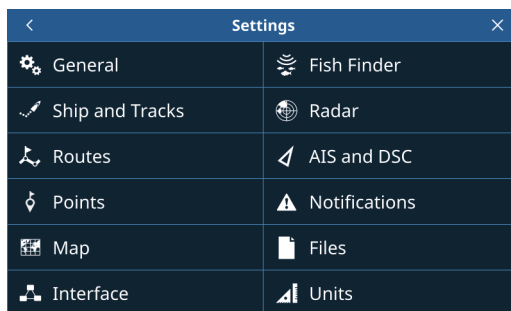 Settings
General
Fish Finder
Ship and Tracks
Radar
Routes
AIS and DSC
Points
Notifications
Map
Files
Interface
Units